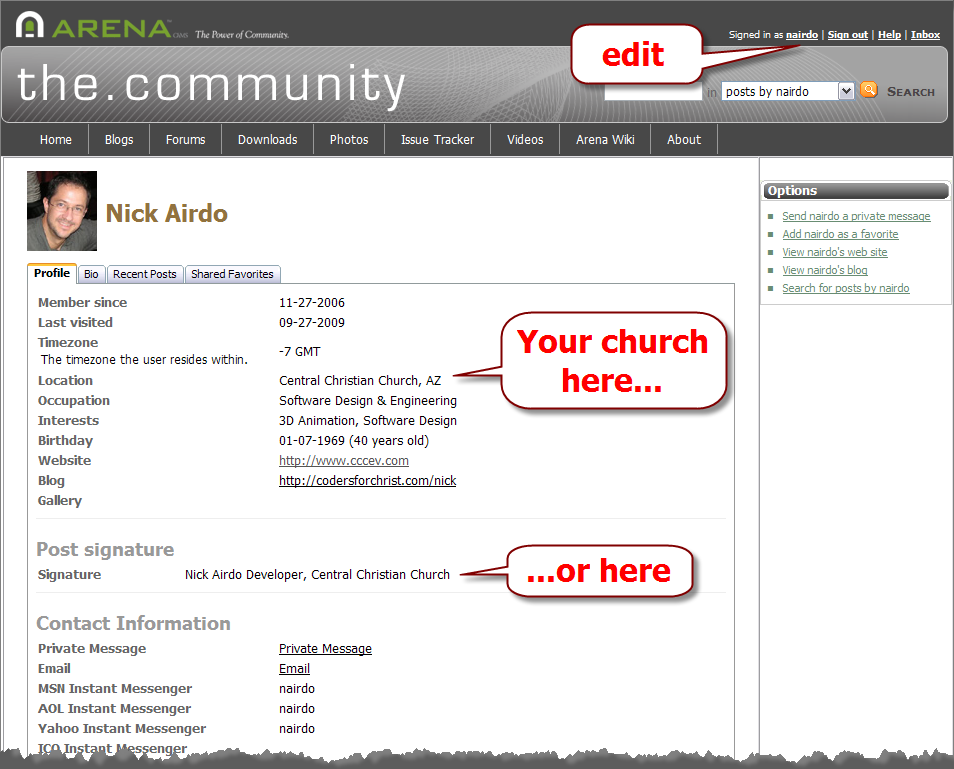 ARENA The Power of Community.
Signed in as nairdo | Sign out | Help | Inbox
edit
the.community
in posts by nairdo SEARCH
Home Blogs Forums Downloads Photos Issue Tracker Videos Arena Wiki About
Nick Airdo
Profile Bio Recent Posts Shared Favorites
Member since 11-27-2006
Last visited 09-27-2009
Timezone
The timezone the user resides within. -7 GMT
Location Central Christian Church, AZ
Occupation Software Design & Engineering
Interests 3D Animation, Software Design
Birthday 01-07-1969 (40 years old)
Website http://www.cccev.com
Blog http://codersforchrist.com/nick
Gallery
Your church
here...
Post signature
Signature Nick Airdo Developer, Central Christian Church
...or here
Contact Information
Private Message Private Message
Email Email
MSN Instant Messenger nairdo
AOL Instant Messenger nairdo
Yahoo Instant Messenger nairdo
ICQ Instant Messenger
Options
Send nairdo a private message
Add nairdo as a favorite
View nairdo's web site
View nairdo's blog
Search for posts by nairdo